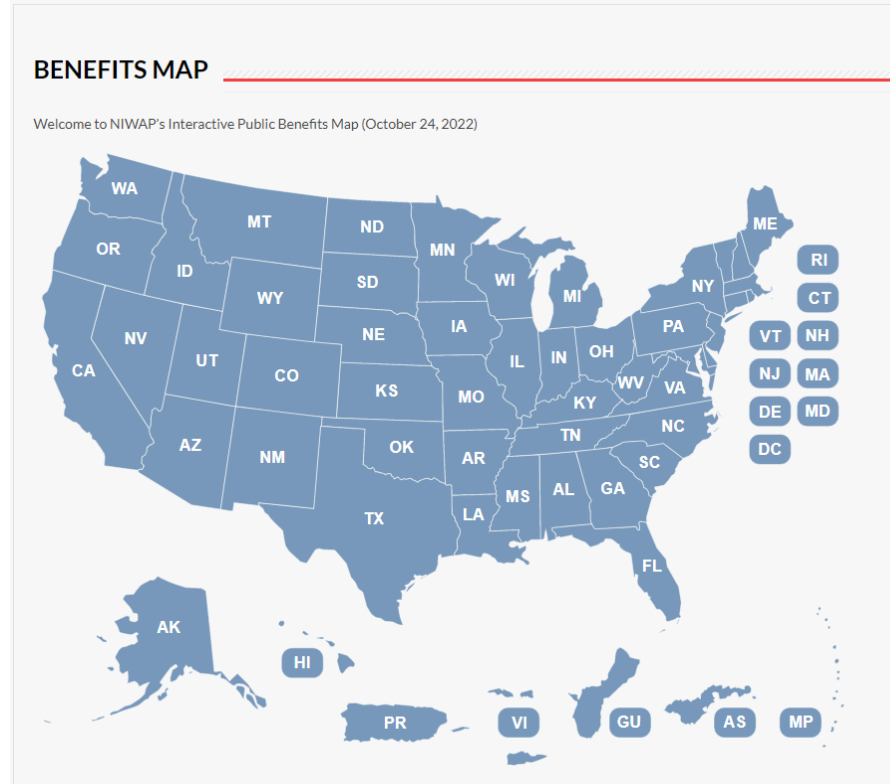 BENEFITS MAP
Welcome to NIWAP's Interactive Public Benefits Map (October 24, 2022)
WA
MT
ND
MN
ME
OR
ID
SD
WI
MI
NY
RI
WY
CT
NV
NE
IA
PA
VT
NH
UT
CO
IL
IN
OH
CA
KS
MO
WV
VA
NJ
MA
KY
DE
MD
AZ
NM
OK
AR
TN
NC
DC
SC
TX
LA
MS
AL
GA
FL
AK
HI
PR
VI
GU
AS
MP